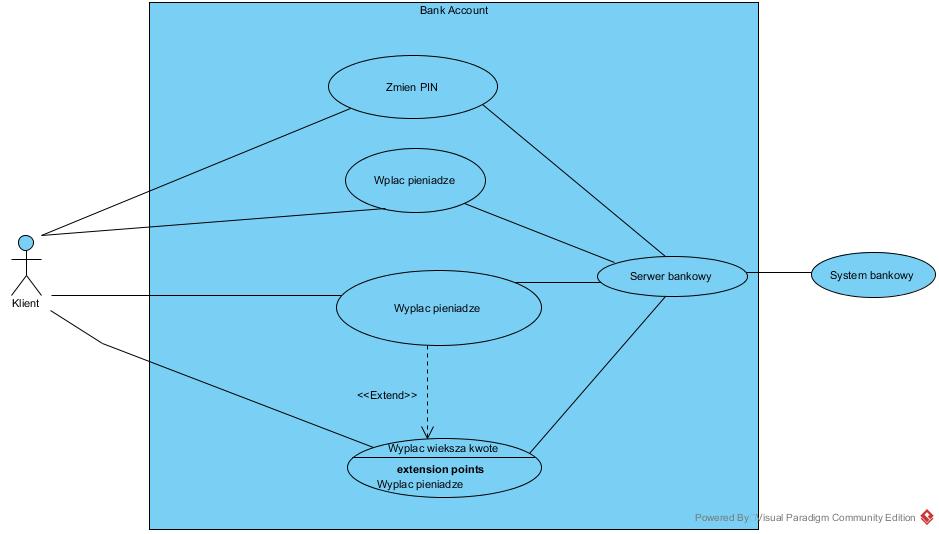 Bank Account
Zmien PIN
Wplac pieniadze
Serwer bankowy
System bankowy
Klient
Wyplac pieniadze
<<Extend>>
Wyplac wieksza kwote
extension points
Wyplac pieniadze
Powered By Visual Paradigm Community Edition